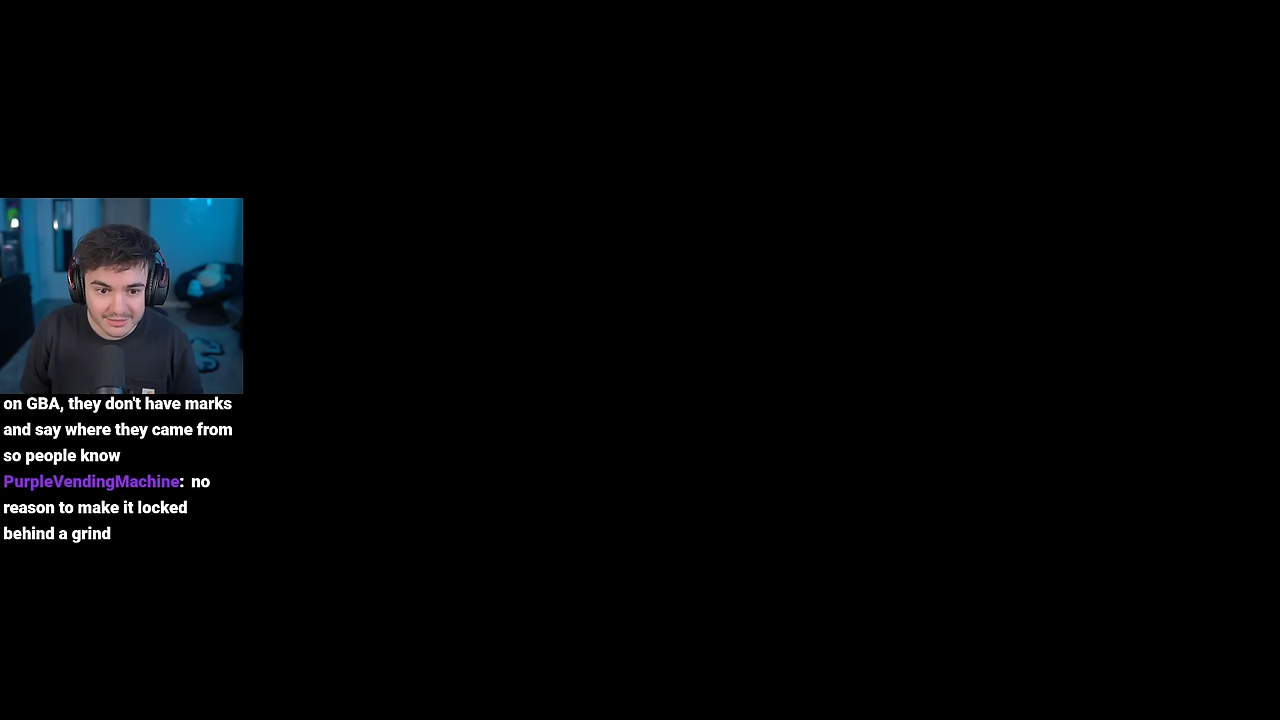 on GBA, they don't have marks
and say where they came from
so people know
PurpleVendingMachine: no
reason to make it locked
behind a grind